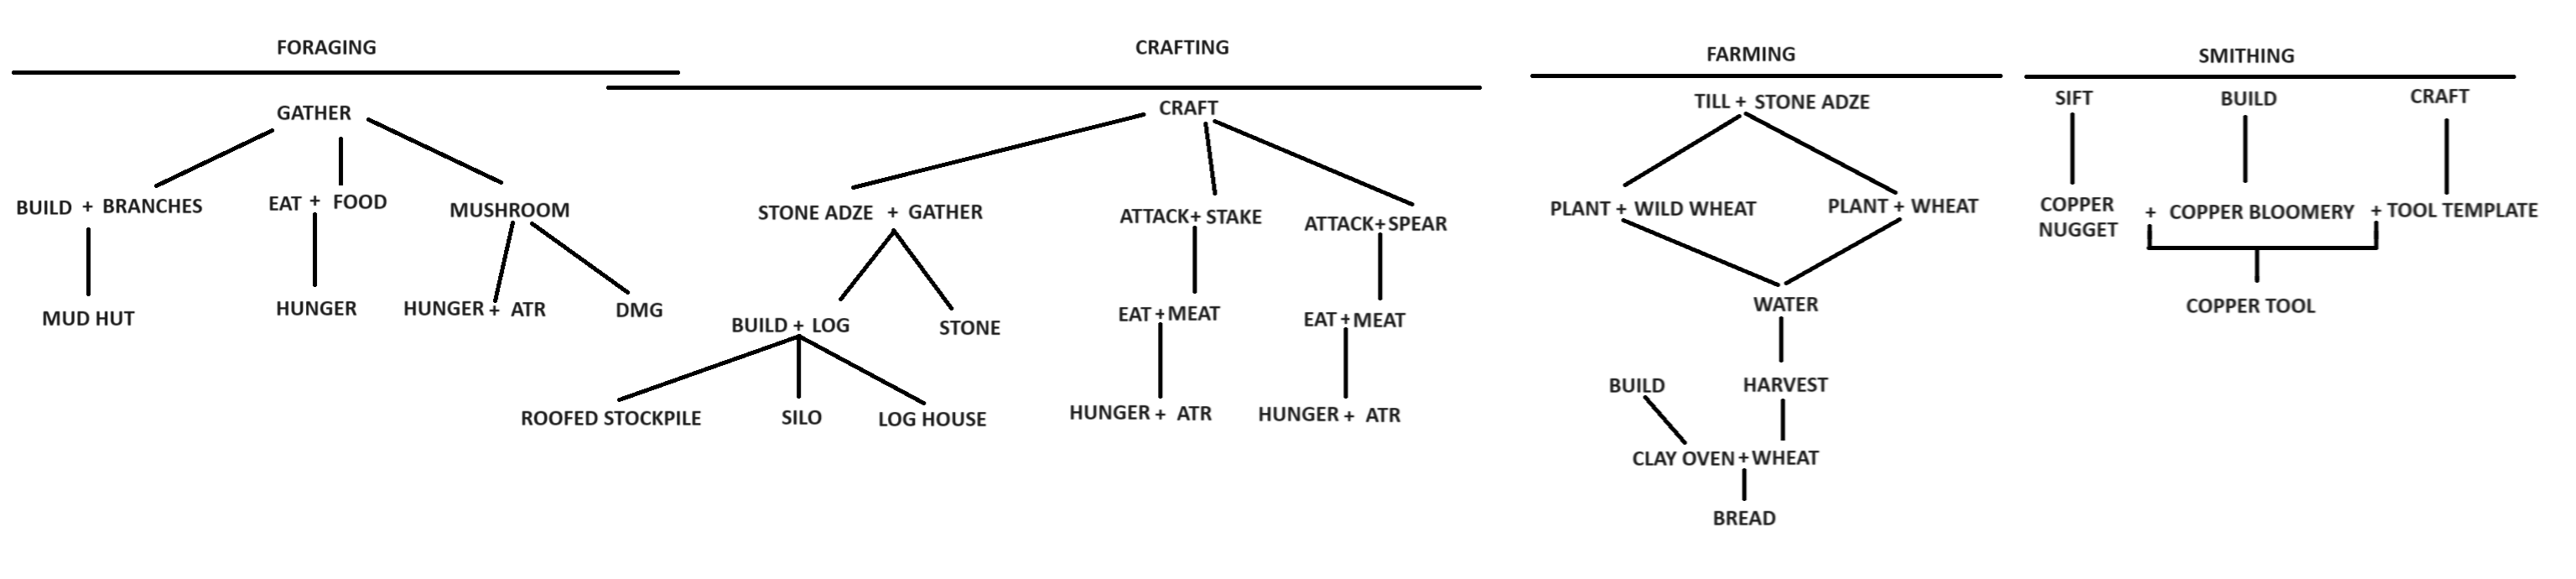 FORAGING
GATHER
BUILD + BRANCHES
EAT + FOOD
MUSHROOM
MUD HUT
HUNGER
HUNGER + ATR
DMG
CRAFTING
CRAFT
STONE ADZE + GATHER
ATTACK+ STAKE
ATTACK+SPEAR
BUILD + LOG
STONE
EAT+MEAT
EAT+MEAT
ROOFED STOCKPILE
SILO
LOG HOUSE
HUNGER + ATR
HUNGER + ATR
FARMING
TILL + STONE ADZE
PLANT + WILD WHEAT
PLANT + WHEAT
WATER
BUILD
HARVEST
CLAY OVEN+WHEAT
BREAD
SMITHING
SIFT
BUILD
CRAFT
COPPER
NUGGET
+ COPPER BLOOMERY
+ TOOL TEMPLATE
COPPER TOOL